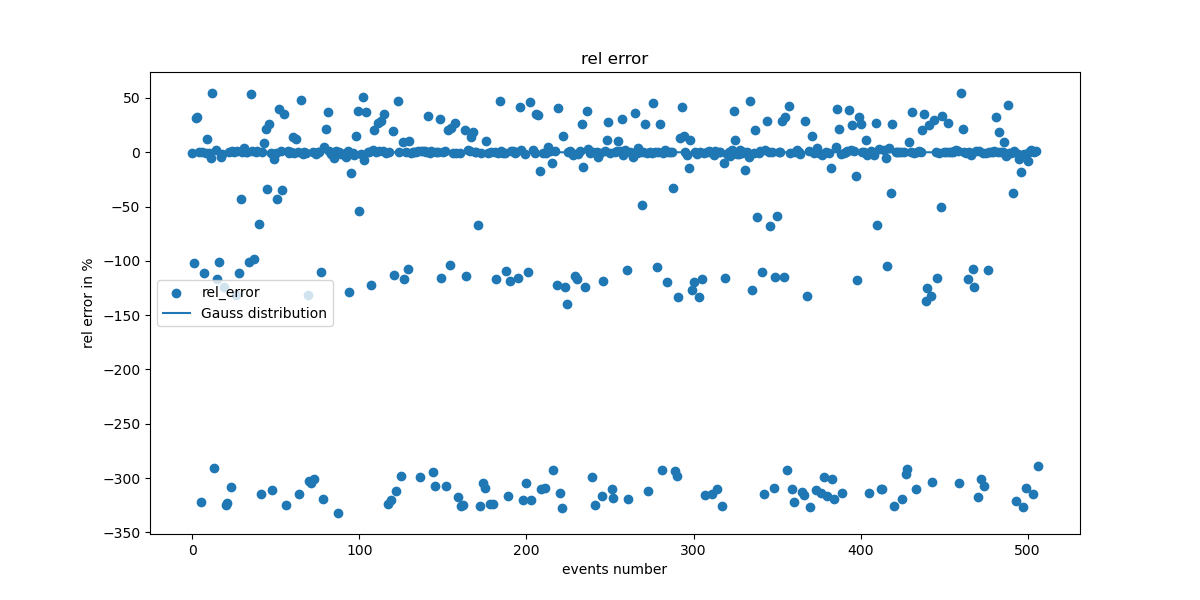 rel error
50
0
−50
−100
−150
−200
−250
−300
−350
rel error in %
rel_error
Gauss distribution
0 100 200 300 400 500
events number